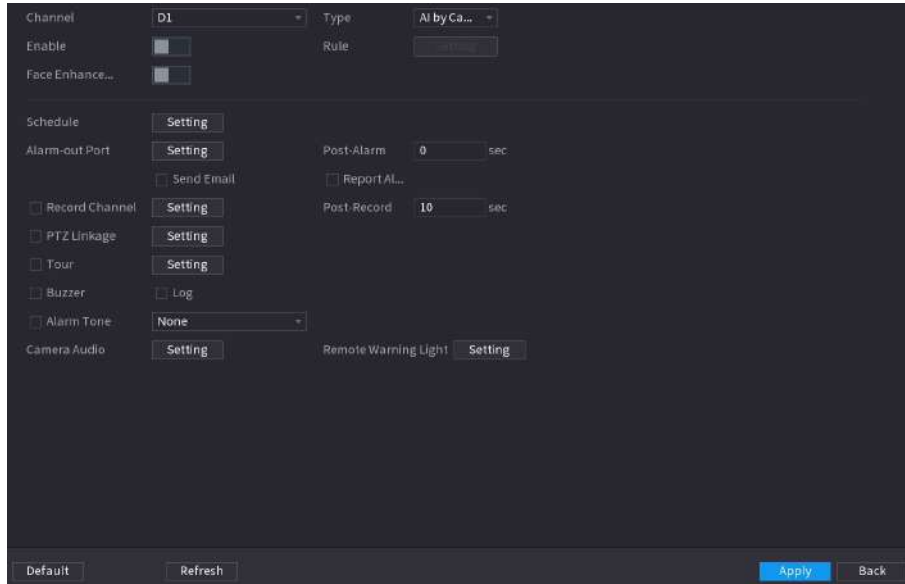 Channel D1 Type AI by Ca...
Enable Rule Setting
Face Enhance...
Schedule Setting
Alarm-out Port Setting Post-Alarm 0 sec
Send Email Report Al...
Record Channel Setting Post-Record 10 sec
PTZ Linkage Setting
Tour Setting
Buzzer Log
Alarm Tone None
Camera Audio Setting Remote Warning Light Setting
Default Refresh Apply Back